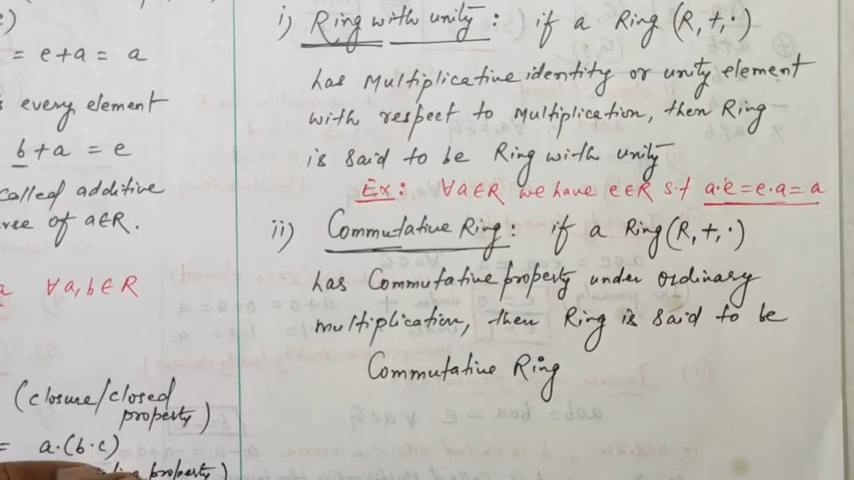 e)
= e+a = a
s every element
b+a = e
called additive
rse of a∈R.
a ∀a,b∈R
(closure/closed
property)
= a·(b·c)
property)
i) Ring with unity : if a Ring (R,+,·)
has Multiplicative identity or unity element
with respect to Multiplication, then Ring
is said to be Ring with unity
Ex: ∀a∈R we have e∈R s.t a·e=e·a=a
ii) Commutative Ring : if a Ring(R,+,·)
has Commutative property under ordinary
multiplication, then Ring is said to be
Commutative Ring